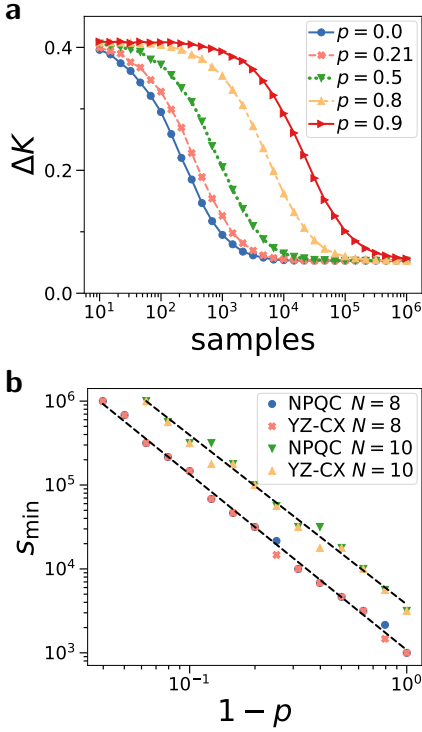 a
p = 0.0
p = 0.21
p = 0.5
p = 0.8
p = 0.9
ΔK
0.4
0.2
0.0
10¹ 10² 10³ 10⁴ 10⁵ 10⁶
samples
b
NPQC N = 8
YZ-CX N = 8
NPQC N = 10
YZ-CX N = 10
s_min
10⁶
10⁵
10⁴
10³
10⁻¹ 10⁰
1 − p